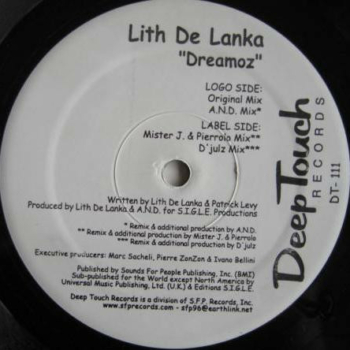 Lith De Lanka
"Dreamoz"
LOGO SIDE:
Original Mix
A.N.D. Mix*
LABEL SIDE:
Mister J. & Pierrolo Mix**
D'julz Mix***
Written by Lith De Lanka & Patrick Levy
Produced by Lith De Lanka & A.N.D. for S.I.G.L.E. Productions
* Remix & additional production by A.N.D.
** Remix & additional production by Mister J. & Pierrolo
*** Remix & additional production by D'julz
Executive producers: Marc Sacheli, Pierre ZonZon & Ivano Bellini
Published by Sounds For People Publishing, Inc. (BMI)
Sub-published for the world except North America by
Universal Music Publishing, Ltd. (U.K.) & Editions S.I.G.L.E.
Deep Touch Records is a division of S.F.P. Records, Inc.
www.sfprecords.com - sfp96@earthlink.net
Deep Touch
RECORDS
DT- 111